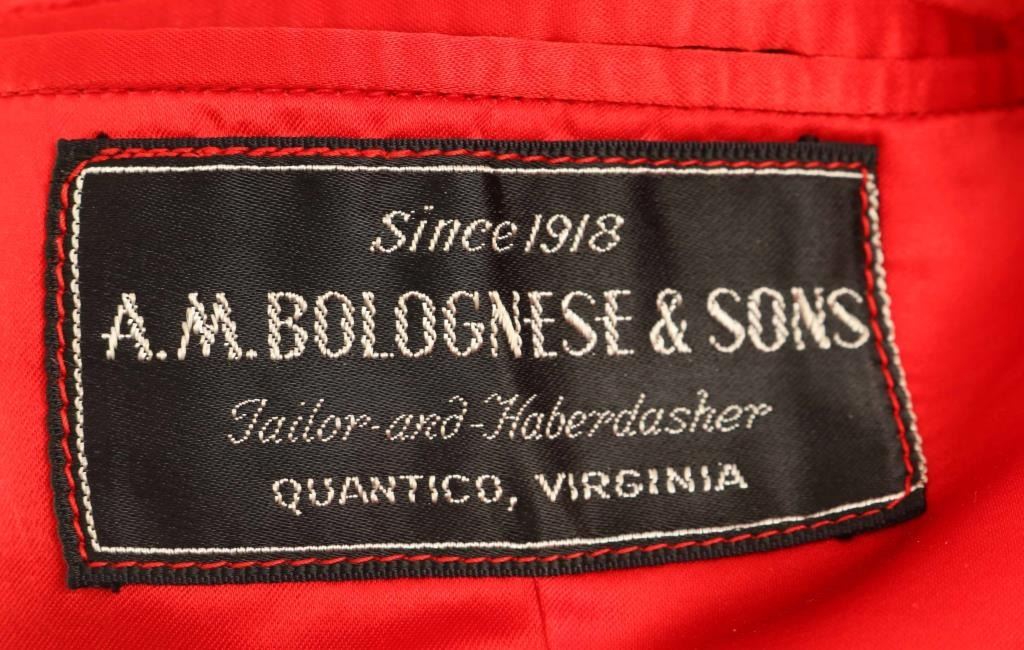 Since 1918
A.M. BOLOGNESE & SONS
Tailor-and-Haberdasher
QUANTICO, VIRGINIA